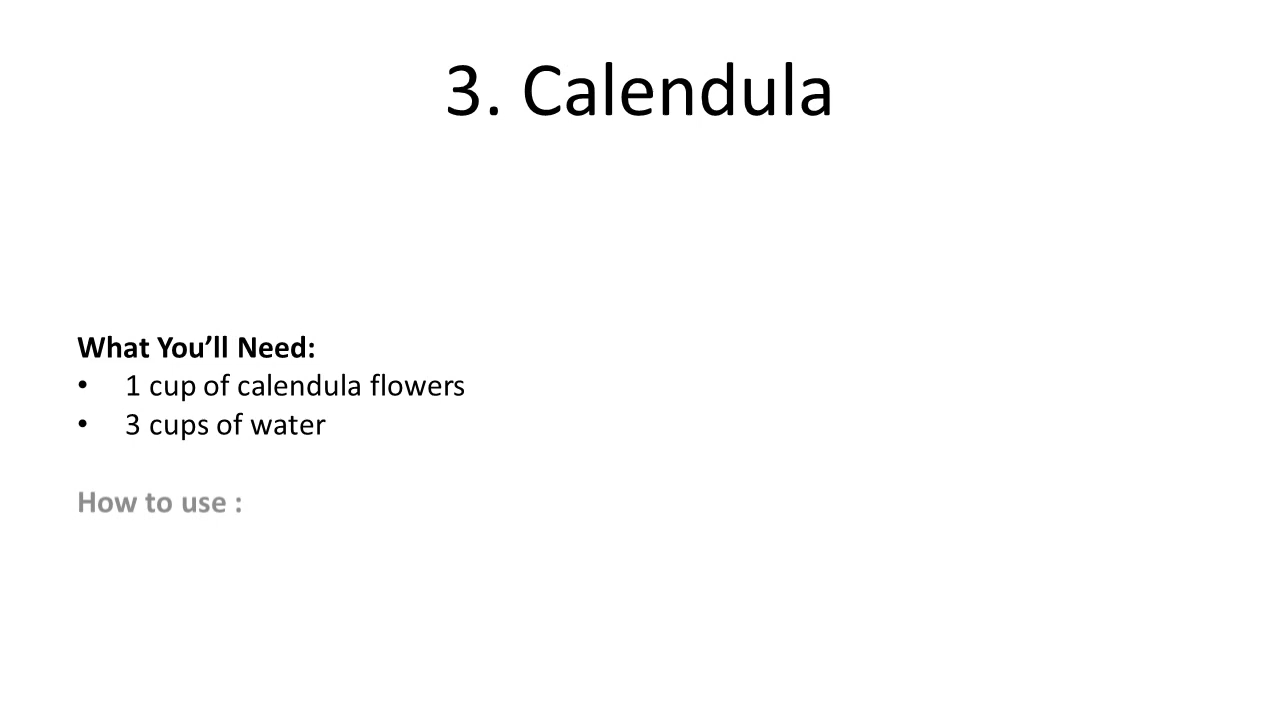 3. Calendula
What You’ll Need:
• 1 cup of calendula flowers
• 3 cups of water
How to use :